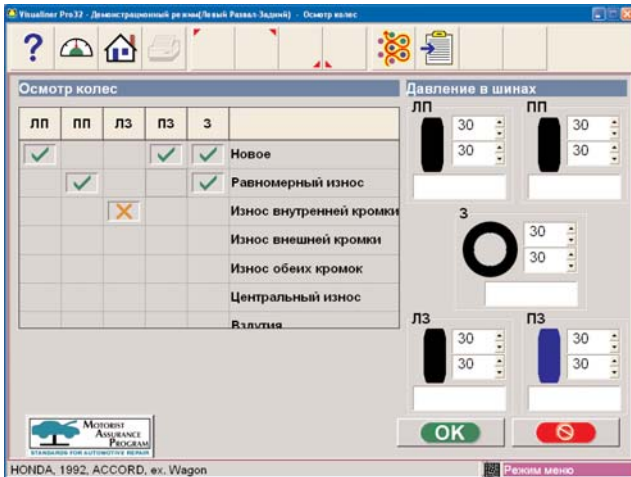 Visualiner Pro32 - Демонстрационный режим(Левый Развал-Задний) - Осмотр колес
?
Осмотр колес
ЛП ПП ЛЗ ПЗ З
Новое
Равномерный износ
Износ внутренней кромки
Износ внешней кромки
Износ обеих кромок
Центральный износ
Вздутия
Давление в шинах
ЛП ПП
30 30
30 30
З
30
30
ЛЗ ПЗ
30 30
30 30
MOTORIST
ASSURANCE
PROGRAM
STANDARDS FOR AUTOMOTIVE REPAIR
OK
HONDA, 1992, ACCORD, ex. Wagon
Режим меню